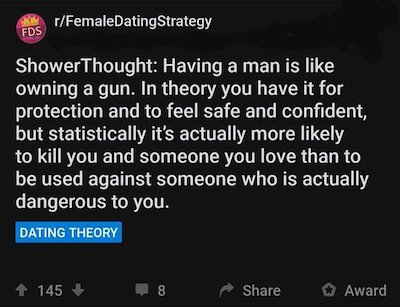 r/FemaleDatingStrategy
FDS
ShowerThought: Having a man is like
owning a gun. In theory you have it for
protection and to feel safe and confident,
but statistically it's actually more likely
to kill you and someone you love than to
be used against someone who is actually
dangerous to you.
DATING THEORY
145
8
Share
Award